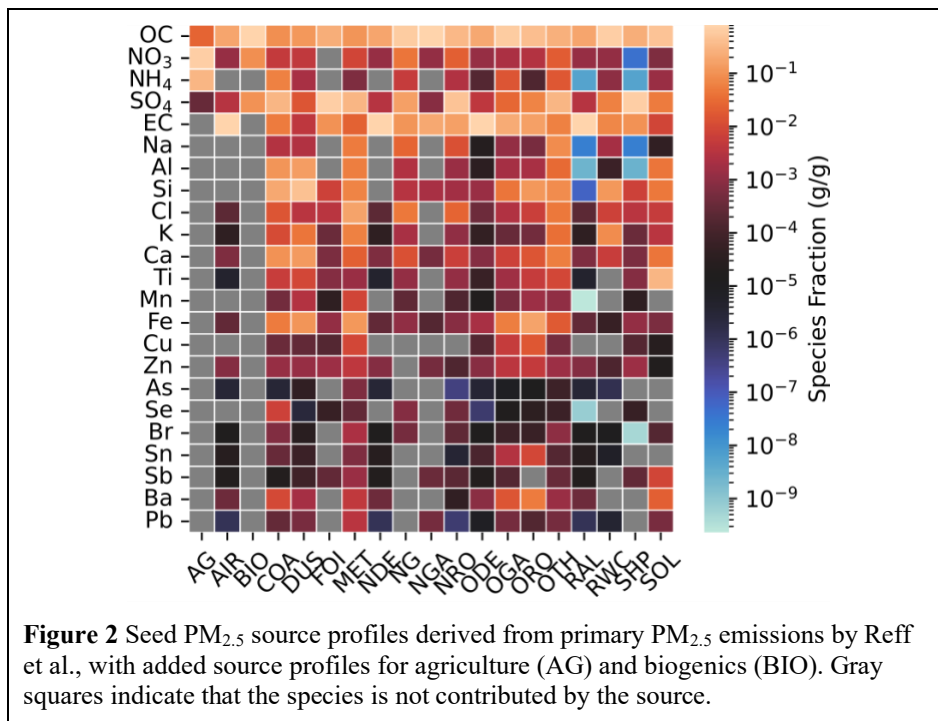 OC
NO3
NH4
SO4
EC
Na
Al
Si
Cl
K
Ca
Ti
Mn
Fe
Cu
Zn
As
Se
Br
Sn
Sb
Ba
Pb
AG
AIR
BIO
COA
DUS
FOI
MET
NDE
NG
NGA
NRO
ODE
OGA
ORO
OTH
RAL
RWC
SHP
SOL
10⁻¹
10⁻²
10⁻³
10⁻⁴
10⁻⁵
10⁻⁶
10⁻⁷
10⁻⁸
10⁻⁹
Species Fraction (g/g)
Figure 2 Seed PM2.5 source profiles derived from primary PM2.5 emissions by Reff
et al., with added source profiles for agriculture (AG) and biogenics (BIO). Gray
squares indicate that the species is not contributed by the source.